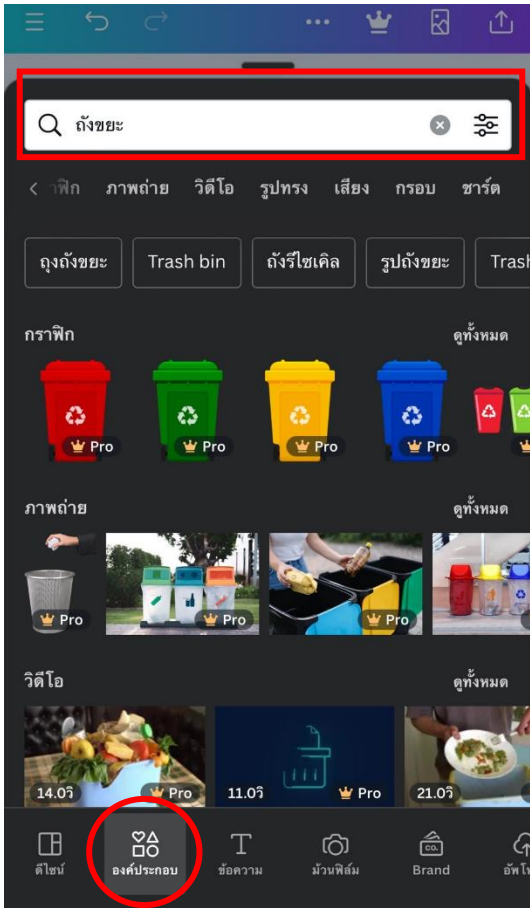 ถังขยะ
าฟิก ภาพถ่าย วิดีโอ รูปทรง เสียง กรอบ ชาร์ต
ถุงถังขยะ Trash bin ถังรีไซเคิล รูปถังขยะ Trash
กราฟิก ดูทั้งหมด
Pro Pro Pro Pro
ภาพถ่าย ดูทั้งหมด
Pro Pro Pro
วิดีโอ ดูทั้งหมด
14.0วิ Pro 11.0วิ Pro 21.0วิ
CO.
ดีไซน์ องค์ประกอบ ข้อความ ม้วนฟิล์ม Brand อัพโ